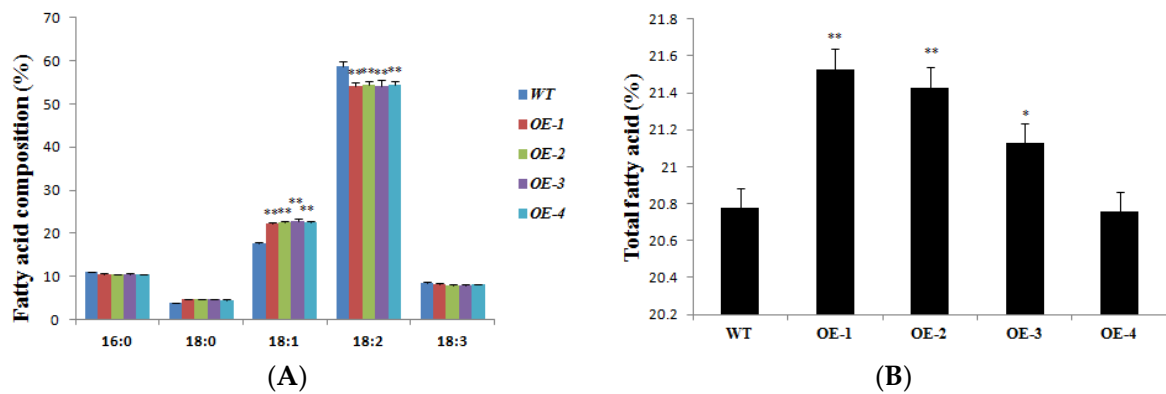 Fatty acid composition (%)
70
60
50
40
30
20
10
0
** ** ** **
** ** ** **
16:0 18:0 18:1 18:2 18:3
WT
OE-1
OE-2
OE-3
OE-4
(A)
Total fatty acid (%)
21.8
21.6
21.4
21.2
21
20.8
20.6
20.4
20.2
** ** *
WT OE-1 OE-2 OE-3 OE-4
(B)